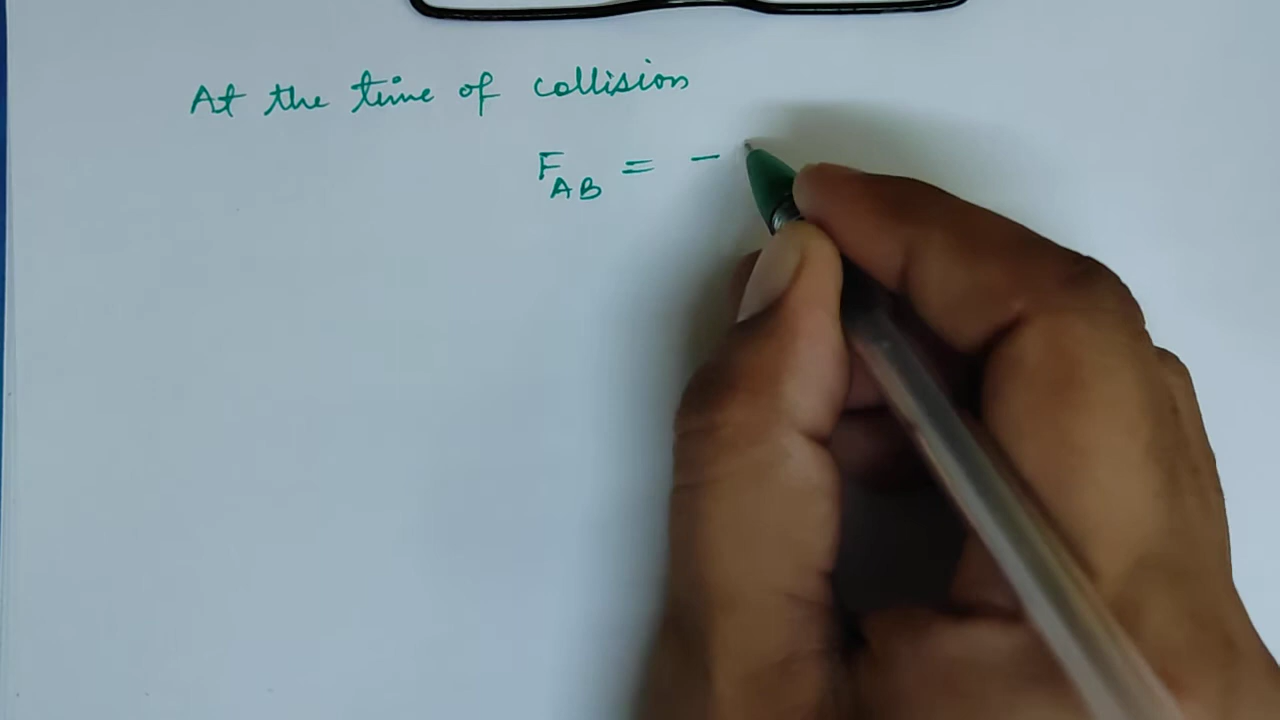 At the time of collision
F_AB = -